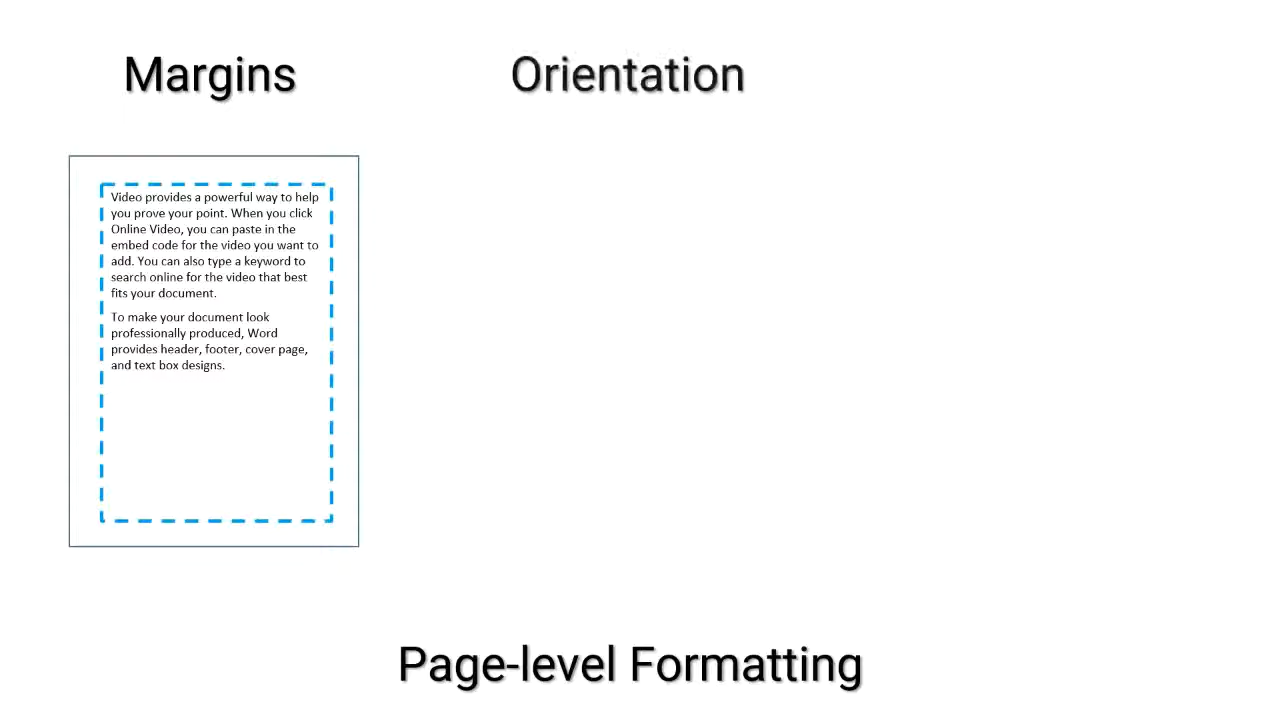 Margins
Orientation
Video provides a powerful way to help
you prove your point. When you click
Online Video, you can paste in the
embed code for the video you want to
add. You can also type a keyword to
search online for the video that best
fits your document.
To make your document look
professionally produced, Word
provides header, footer, cover page,
and text box designs.
Page-level Formatting